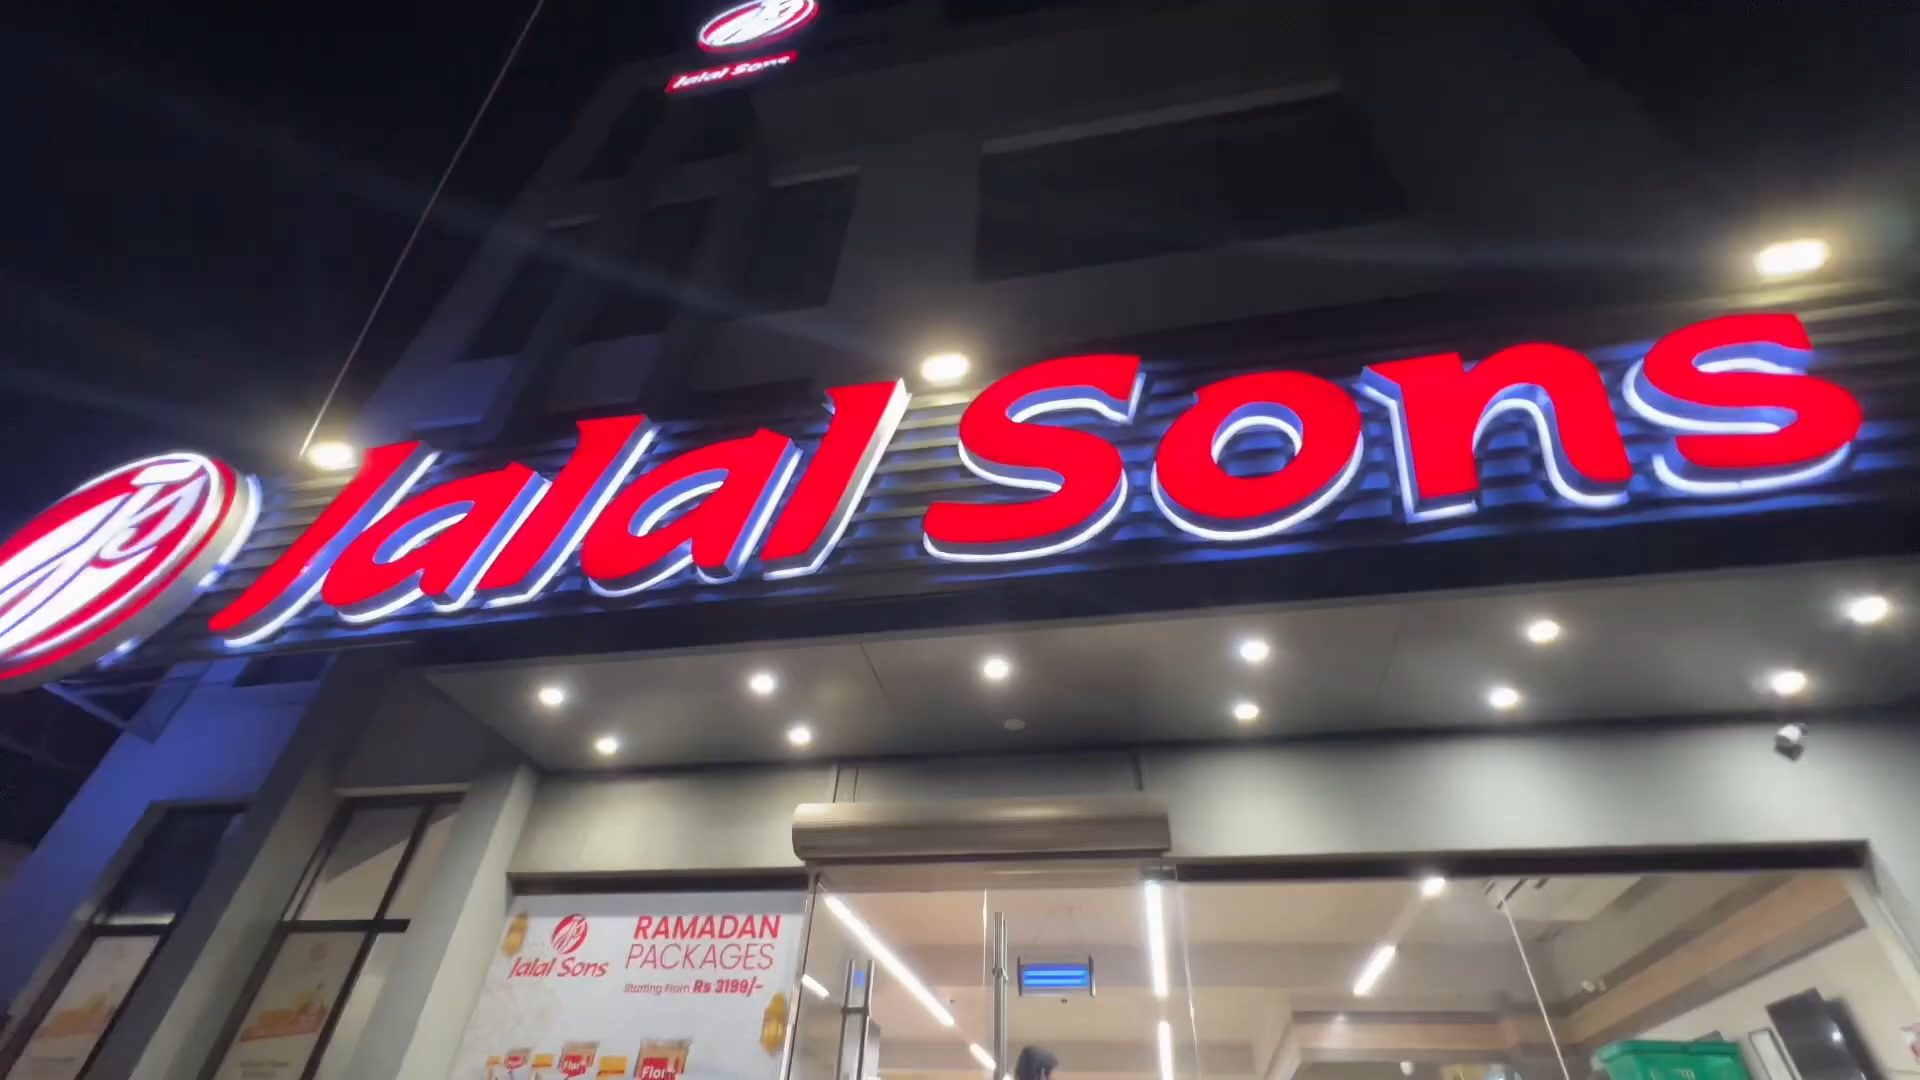 Jalal Sons
Jalal Sons
Jalal Sons
RAMADAN
PACKAGES
Starting From Rs 3199/-